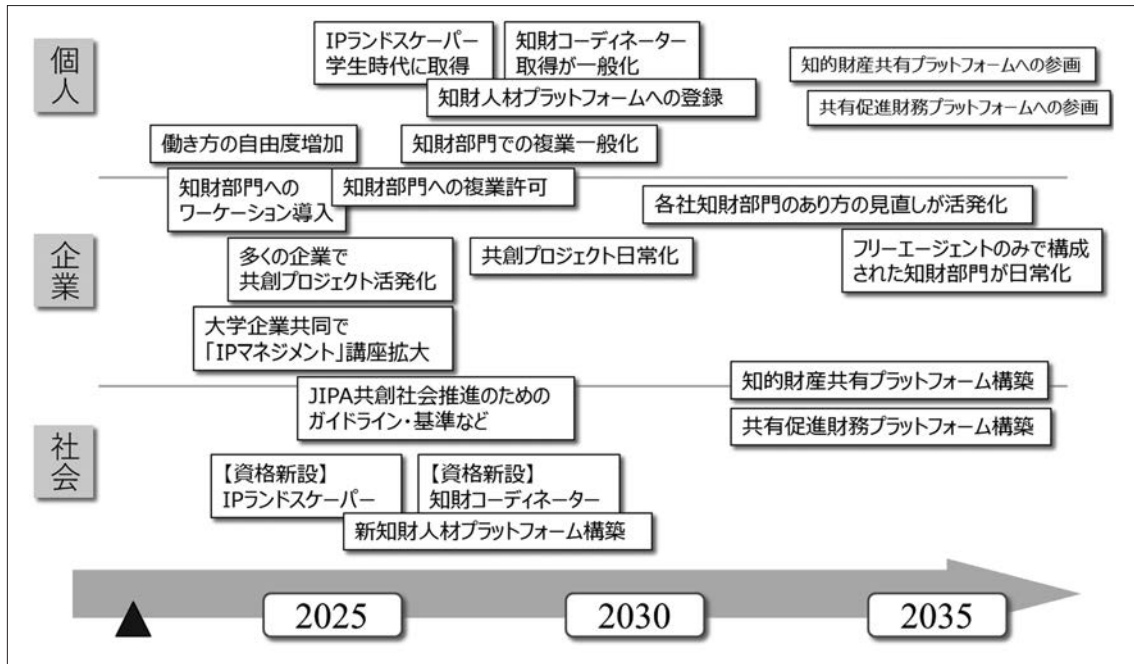 個人
IPランドスケーパー
学生時代に取得
知財コーディネーター
取得が一般化
知財人材プラットフォームへの登録
知的財産共有プラットフォームへの参画
共有促進財務プラットフォームへの参画
働き方の自由度増加
知財部門での複業一般化
企業
知財部門への
ワーケーション導入
知財部門への複業許可
各社知財部門のあり方の見直しが活発化
多くの企業で
共創プロジェクト活発化
共創プロジェクト日常化
フリーエージェントのみで構成
された知財部門が日常化
大学企業共同で
「IPマネジメント」講座拡大
社会
JIPA共創社会推進のための
ガイドライン・基準など
知的財産共有プラットフォーム構築
共有促進財務プラットフォーム構築
【資格新設】
IPランドスケーパー
【資格新設】
知財コーディネーター
新知財人材プラットフォーム構築
2025
2030
2035